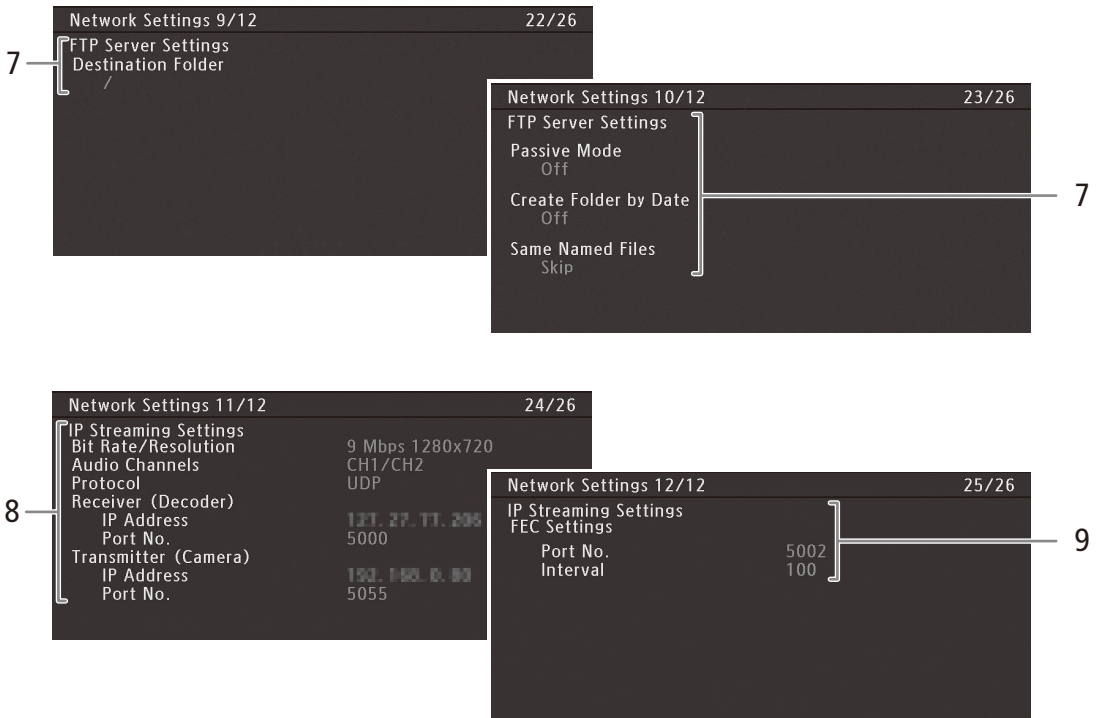 Network Settings 9/12 22/26
7
FTP Server Settings
Destination Folder
/
Network Settings 10/12 23/26
FTP Server Settings
Passive Mode
Off
Create Folder by Date
Off
Same Named Files
Skip
7
Network Settings 11/12 24/26
8
IP Streaming Settings
Bit Rate/Resolution 9 Mbps 1280x720
Audio Channels CH1/CH2
Protocol UDP
Receiver (Decoder)
IP Address
Port No. 5000
Transmitter (Camera)
IP Address
Port No. 5055
Network Settings 12/12 25/26
IP Streaming Settings
FEC Settings
Port No. 5002
Interval 100
9